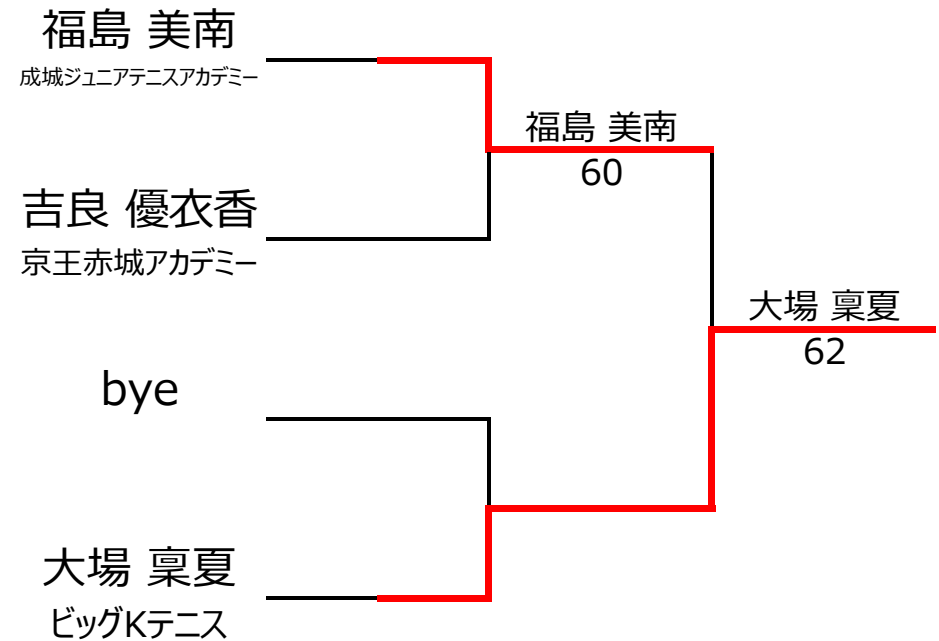 福島 美南
成城ジュニアテニスアカデミー
福島 美南
60
吉良 優衣香
京王赤城アカデミー
大場 稟夏
62
bye
大場 稟夏
ビッグKテニス